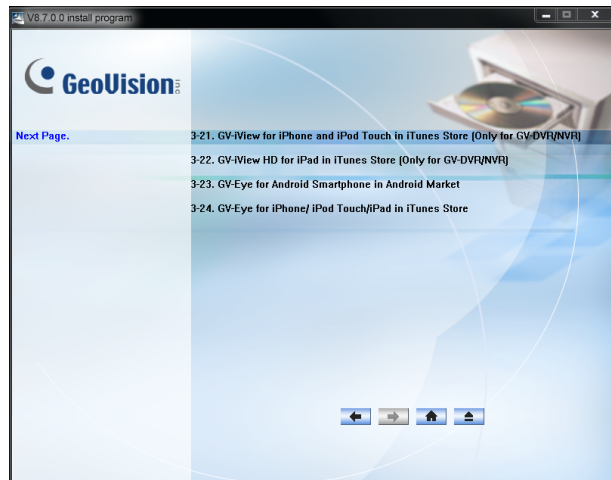 V8.7.0.0 install program
GeoVision Inc
Next Page.
3-21. GV-iView for iPhone and iPod Touch in iTunes Store (Only for GV-DVR/NVR)
3-22. GV-iView HD for iPad in iTunes Store (Only for GV-DVR/NVR)
3-23. GV-Eye for Android Smartphone in Android Market
3-24. GV-Eye for iPhone/ iPod Touch/iPad in iTunes Store